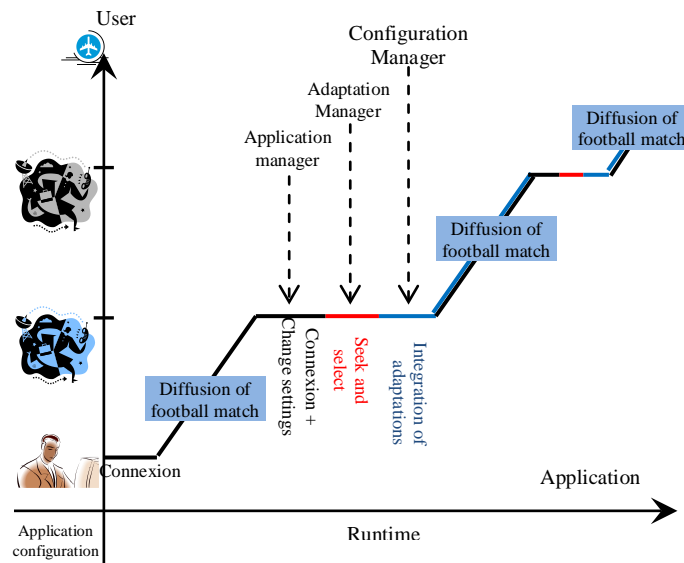 User
Configuration
Manager
Adaptation
Manager
Application
manager
Diffusion of
football match
Diffusion of
football match
Connexion +
Change settings
Seek and
select
Integration of
adaptations
Diffusion of
football match
Connexion
Application
Application
configuration
Runtime